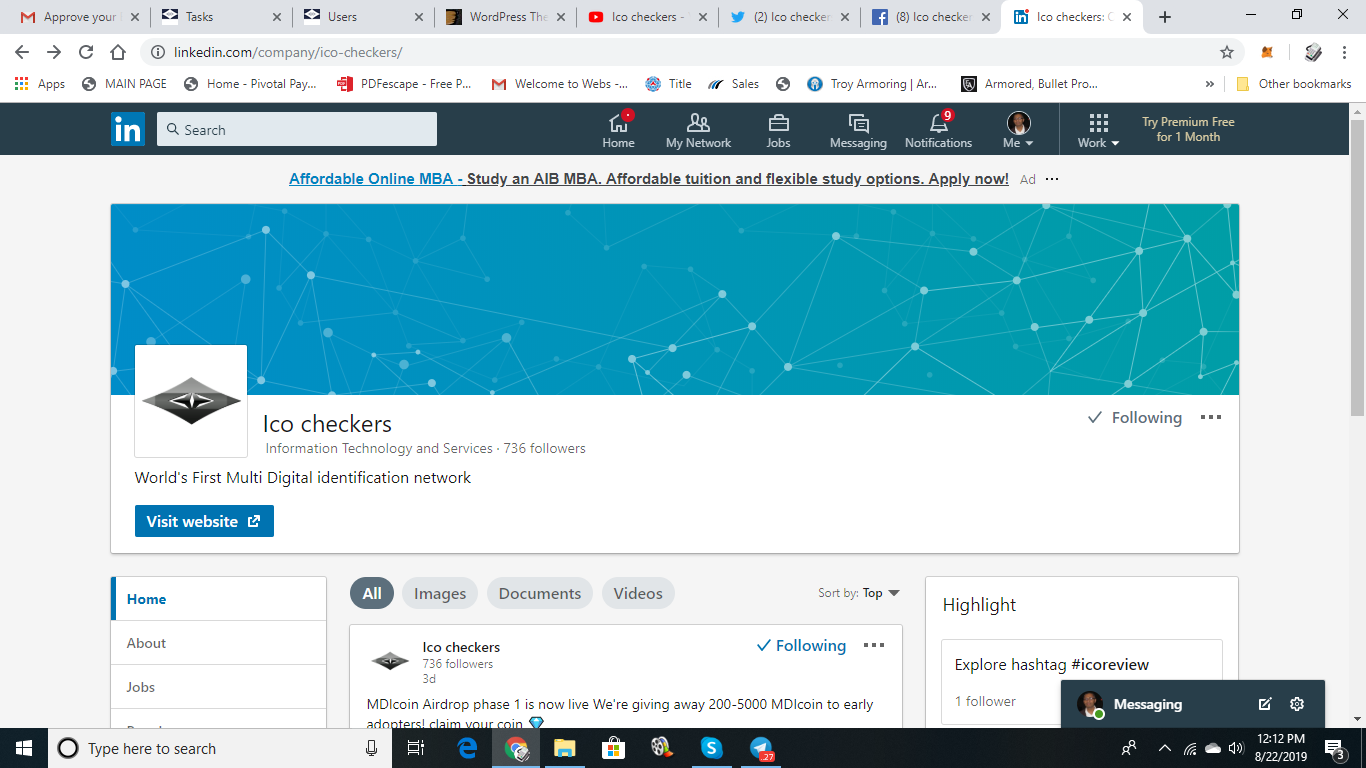 Approve your
Tasks
Users
WordPress The
Ico checkers -
(2) Ico checker
(8) Ico checker
Ico checkers:
linkedin.com/company/ico-checkers/
Apps
MAIN PAGE
Home - Pivotal Pay...
PDFescape - Free P...
Welcome to Webs -...
Title
Sales
Troy Armoring | Ar...
Armored, Bullet Pro...
»
Other bookmarks
in
Search
Home
My Network
Jobs
Messaging
9
Notifications
Me
Work
Try Premium Free
for 1 Month
Affordable Online MBA - Study an AIB MBA. Affordable tuition and flexible study options. Apply now! Ad ···
Ico checkers
Following
Information Technology and Services · 736 followers
World's First Multi Digital identification network
Visit website
Home
About
Jobs
All
Images
Documents
Videos
Sort by: Top
Ico checkers
Following
736 followers
3d
MDIcoin Airdrop phase 1 is now live We're giving away 200-5000 MDIcoin to early
adopters! claim your coin 💎
Highlight
Explore hashtag #icoreview
1 follower
Messaging
Type here to search
27
12:12 PM
8/22/2019
3